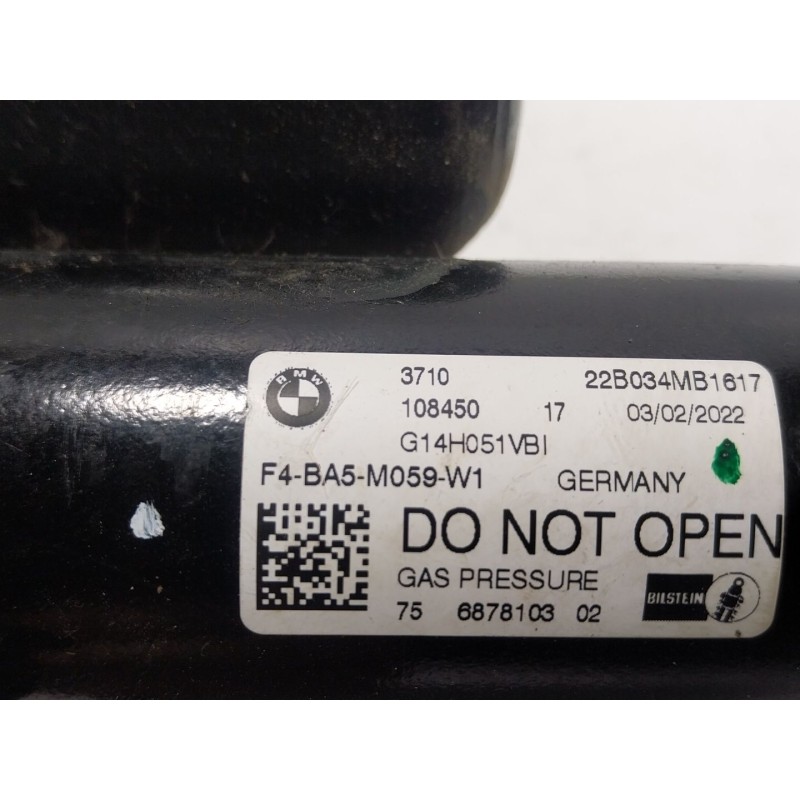 BMW
3710 22B034MB1617
108450 17 03/02/2022
G14H051VBI
F4-BA5-M059-W1 GERMANY
DO NOT OPEN
GAS PRESSURE
BILSTEIN
75 6878103 02